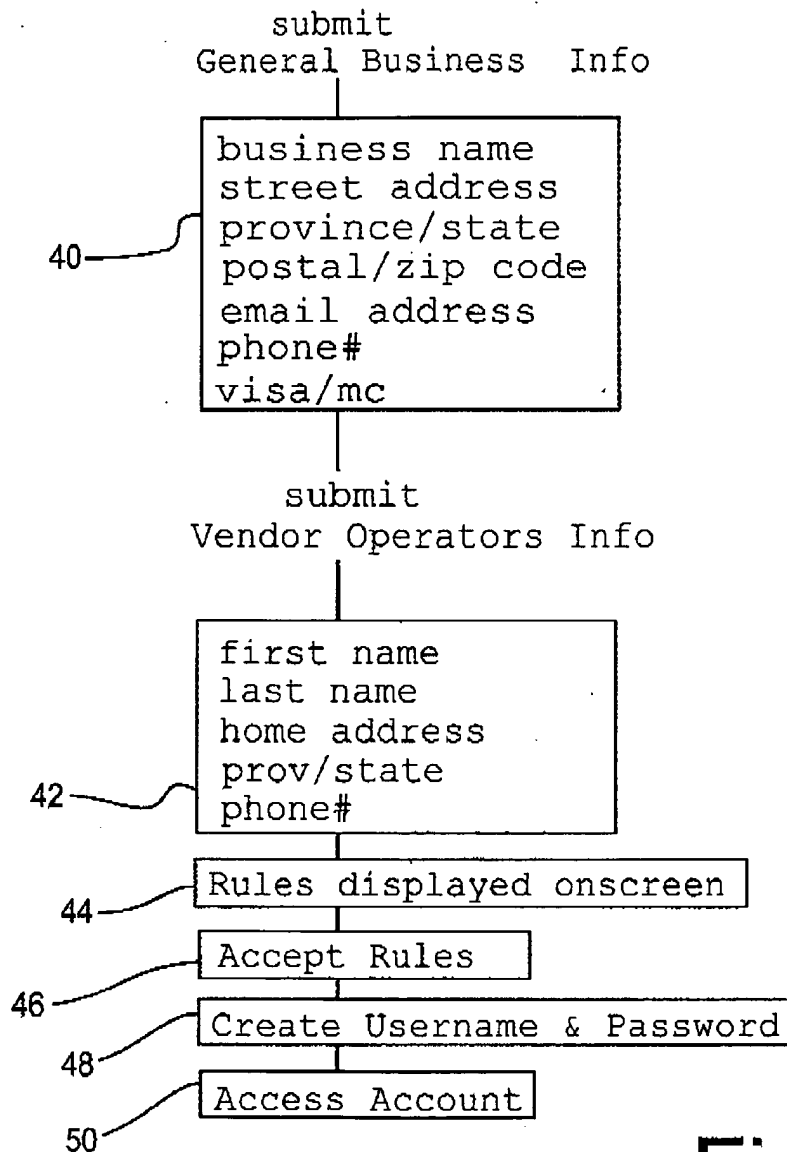 submit
General Business Info
business name
street address
province/state
postal/zip code
email address
phone#
visa/mc
40
submit
Vendor Operators Info
first name
last name
home address
prov/state
phone#
42
Rules displayed onscreen
44
Accept Rules
46
Create Username & Password
48
Access Account
50